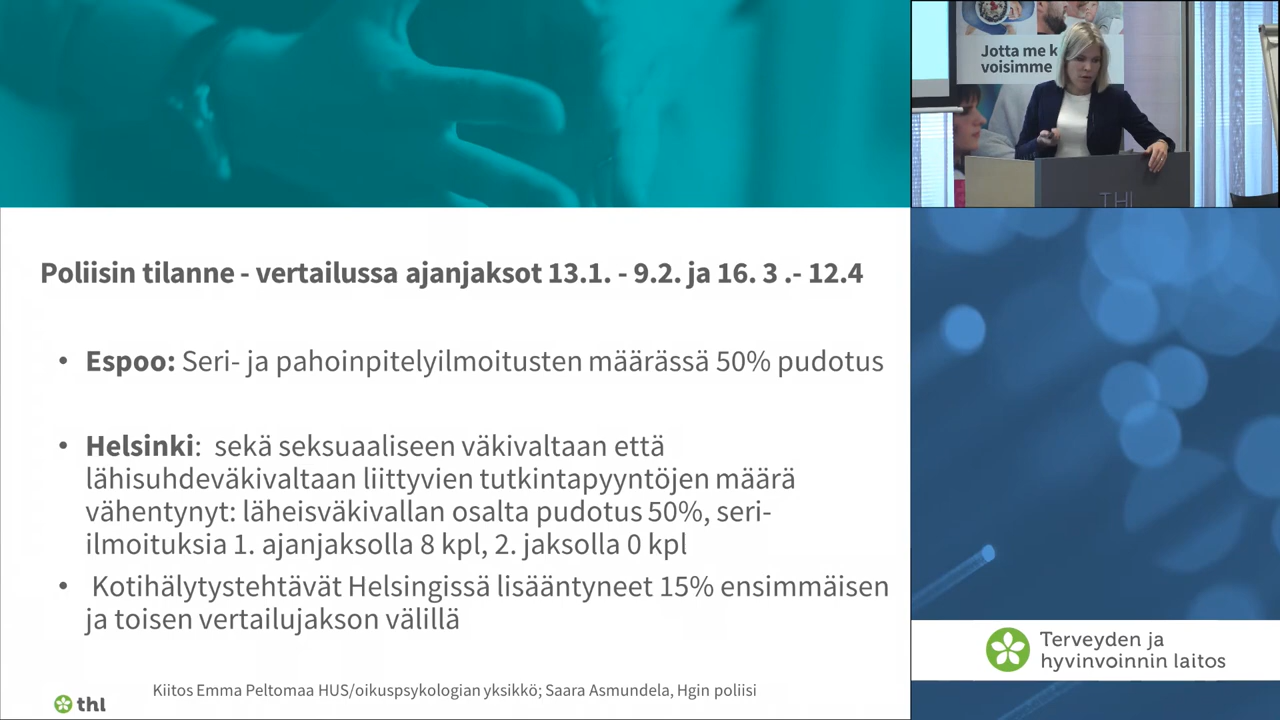 Jotta me k
voisimme
THL
Poliisin tilanne - vertailussa ajanjaksot 13.1. - 9.2. ja 16. 3 .- 12.4
• Espoo: Seri- ja pahoinpitelyilmoitusten määrässä 50% pudotus
• Helsinki:  sekä seksuaaliseen väkivaltaan että
lähisuhdeväkivaltaan liittyvien tutkintapyyntöjen määrä
vähentynyt: läheisväkivallan osalta pudotus 50%, seri-
ilmoituksia 1. ajanjaksolla 8 kpl, 2. jaksolla 0 kpl
• Kotihälytystehtävät Helsingissä lisääntyneet 15% ensimmäisen
ja toisen vertailujakson välillä
Kiitos Emma Peltomaa HUS/oikuspsykologian yksikkö; Saara Asmundela, Hgin poliisi
thl
Terveyden ja
hyvinvoinnin laitos